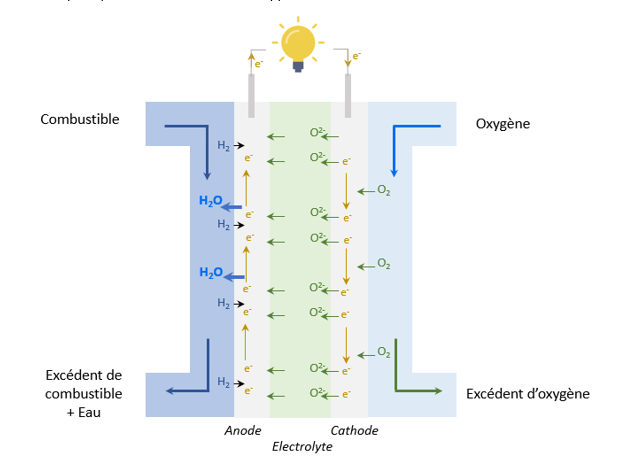 e-
e-
Combustible
Oxygène
O²-
H₂
e-
O²-
e-
O₂
H₂O
e-
O²-
H₂
e-
O²-
e-
O₂
H₂O
e-
O²-
e-
H₂
e-
O²-
e-
O₂
e-
O²-
e-
H₂
e-
O²-
e-
Excédent de
combustible
+ Eau
Excédent d’oxygène
Anode
Cathode
Electrolyte